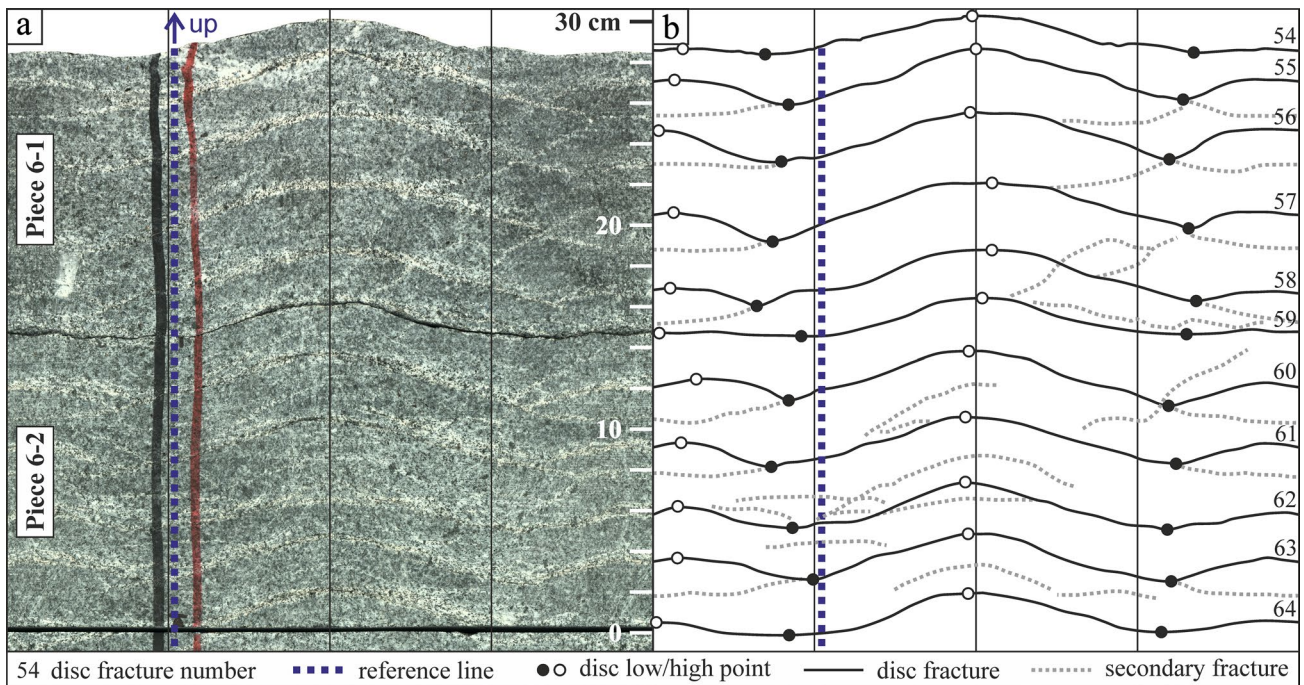 a
up
Piece 6-1
Piece 6-2
30 cm
20
10
0
b
54
55
56
57
58
59
60
61
62
63
64
54 disc fracture number
reference line
disc low/high point
disc fracture
secondary fracture